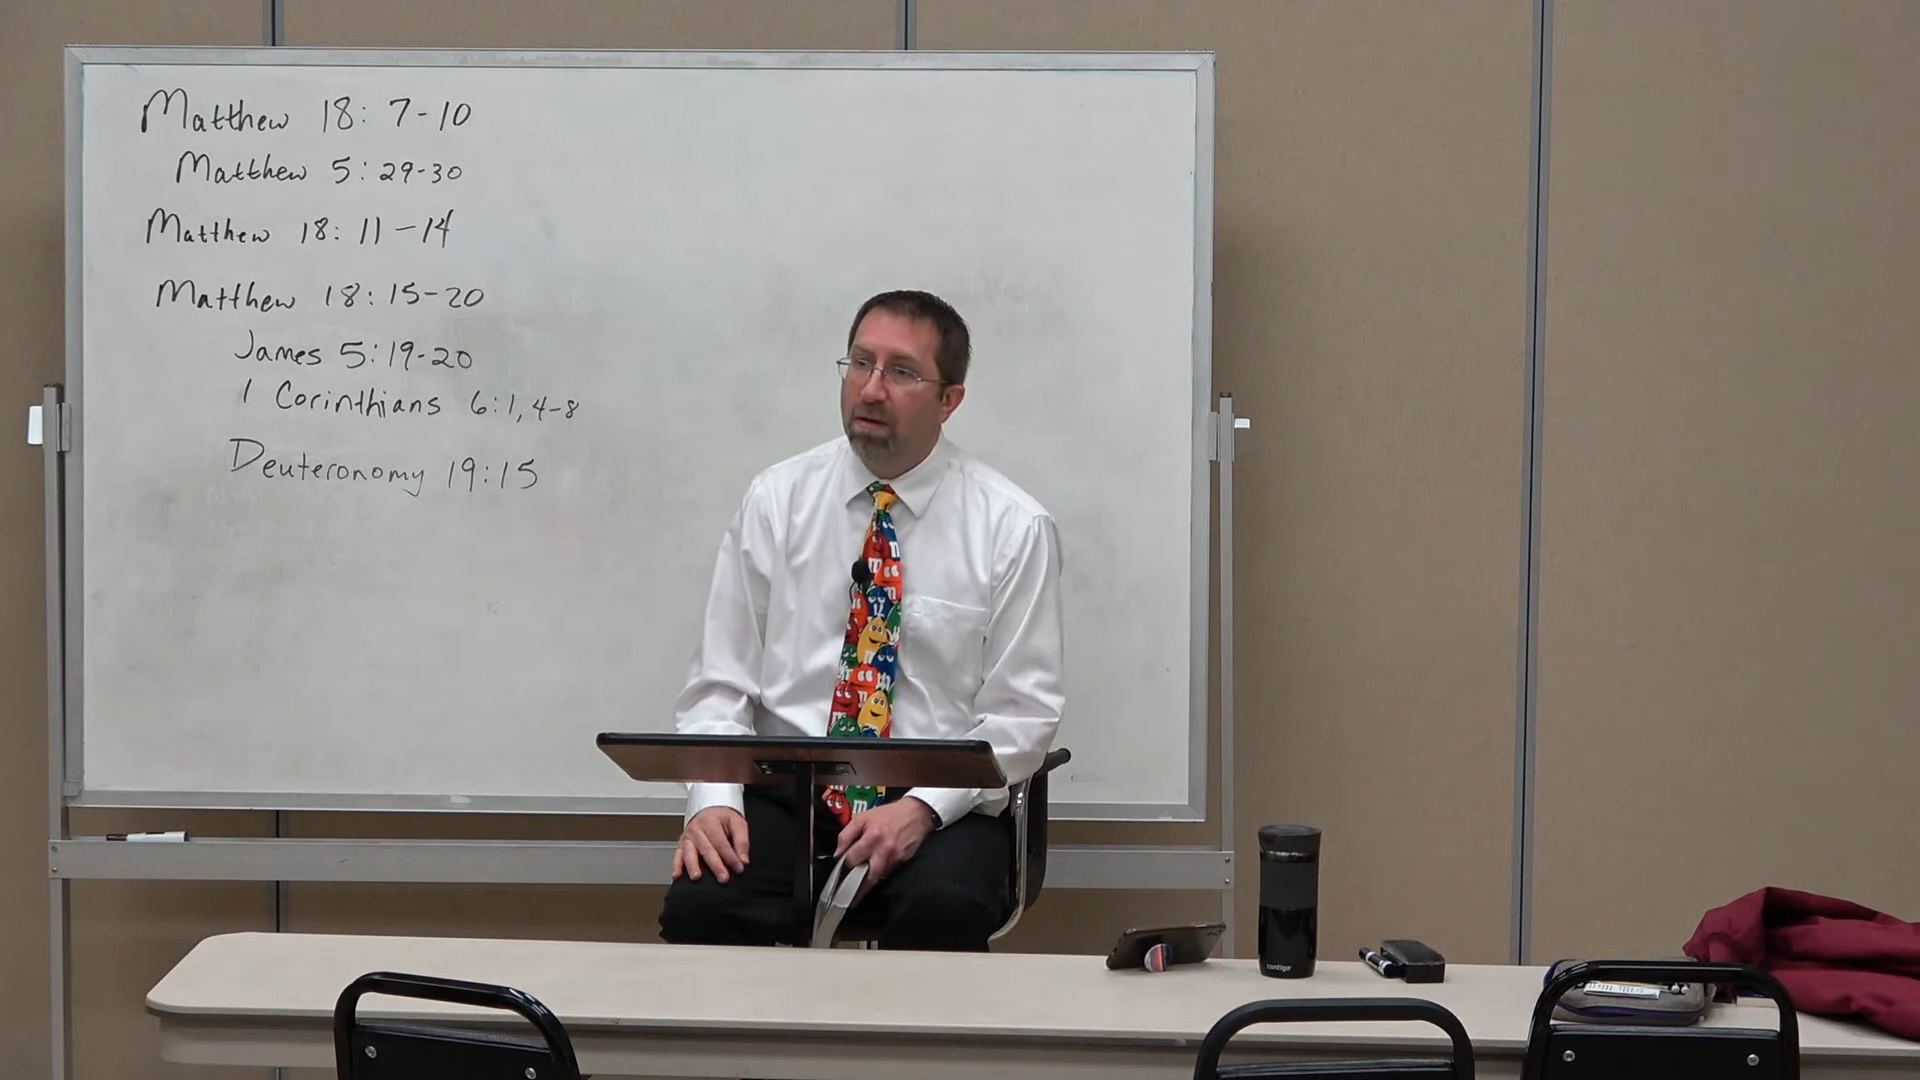 Matthew 18: 7-10
Matthew 5: 29-30
Matthew 18: 11-14
Matthew 18: 15-20
James 5:19-20
1 Corinthians 6:1, 4-8
Deuteronomy 19:15
m
contigo